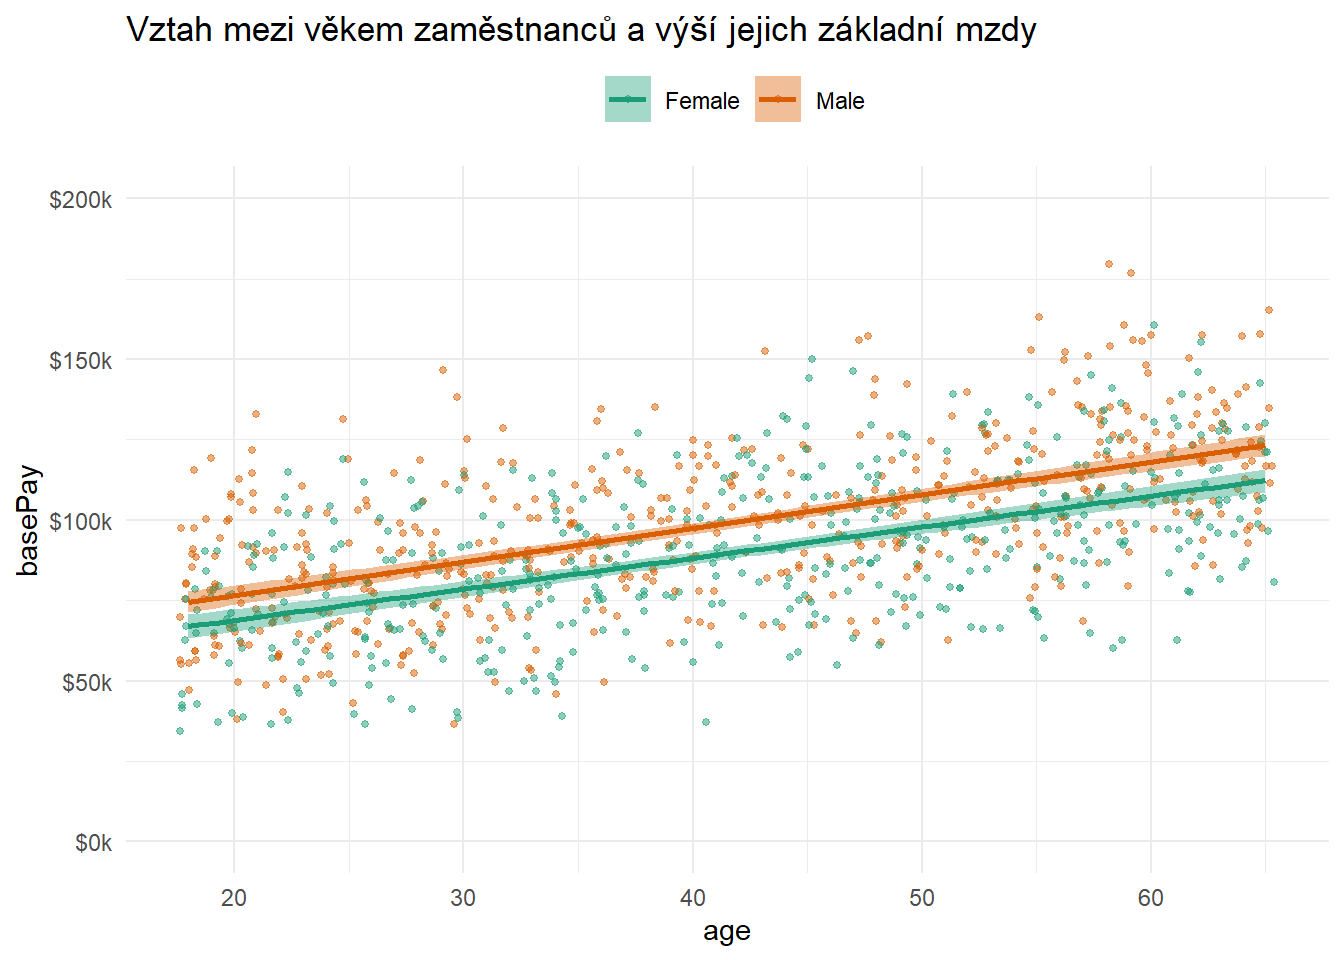 Vztah mezi věkem zaměstnanců a výší jejich základní mzdy
Female Male
basePay
$200k
$150k
$100k
$50k
$0k
20 30 40 50 60
age